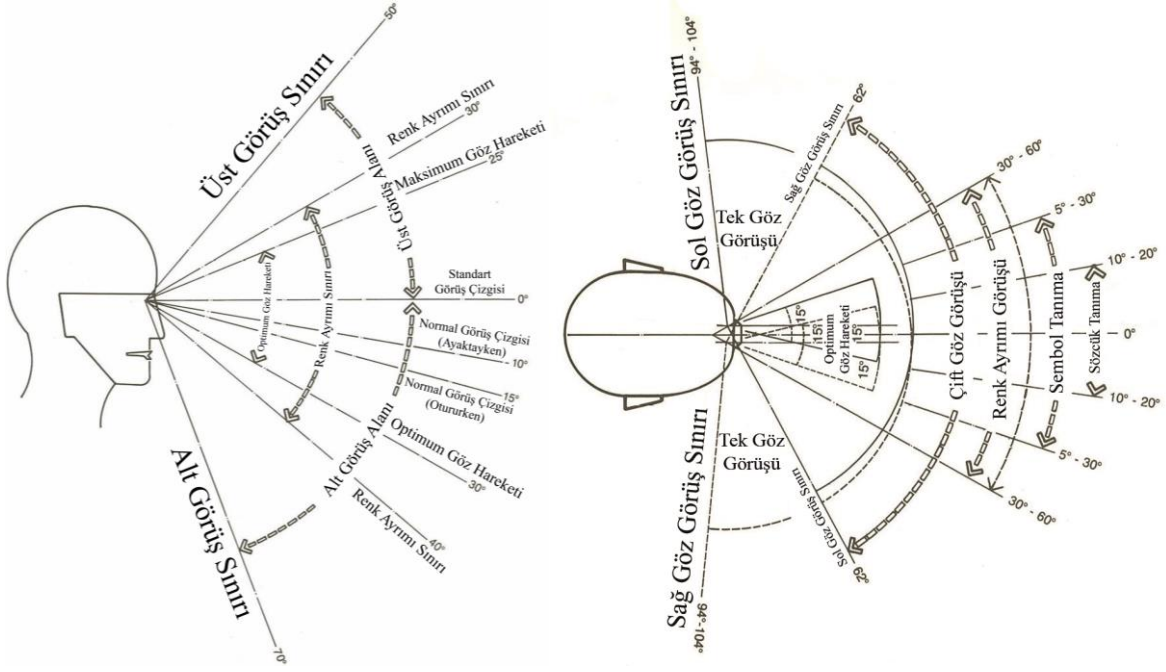 50°
Üst Görüş Sınırı
Renk Ayrımı Sınırı
30°
Maksimum Göz Hareketi
25°
Üst Görüş Alanı
Standart
Görüş Çizgisi
0°
Optimum Göz Hareketi
Renk Ayrımı Sınırı
Normal Görüş Çizgisi
(Ayaktayken)
10°
15°
Normal Görüş Çizgisi
(Otururken)
Optimum Göz Hareketi
30°
Alt Görüş Alanı
40°
Renk Ayrımı Sınırı
Alt Görüş Sınırı
70°
94° - 104°
Sol Göz Görüş Sınırı
62°
Sağ Göz Görüş Sınırı
Tek Göz
Görüşü
30° - 60°
5° - 30°
10° - 20°
0°
10° - 20°
5° - 30°
30° - 60°
15°
15°
15°
15°
Optimum
Göz Hareketi
Çift Göz Görüşü
Renk Ayrımı Görüşü
Sembol Tanıma
Sözcük Tanıma
Tek Göz
Görüşü
Sol Göz Görüş Sınırı
62°
Sağ Göz Görüş Sınırı
94°-104°